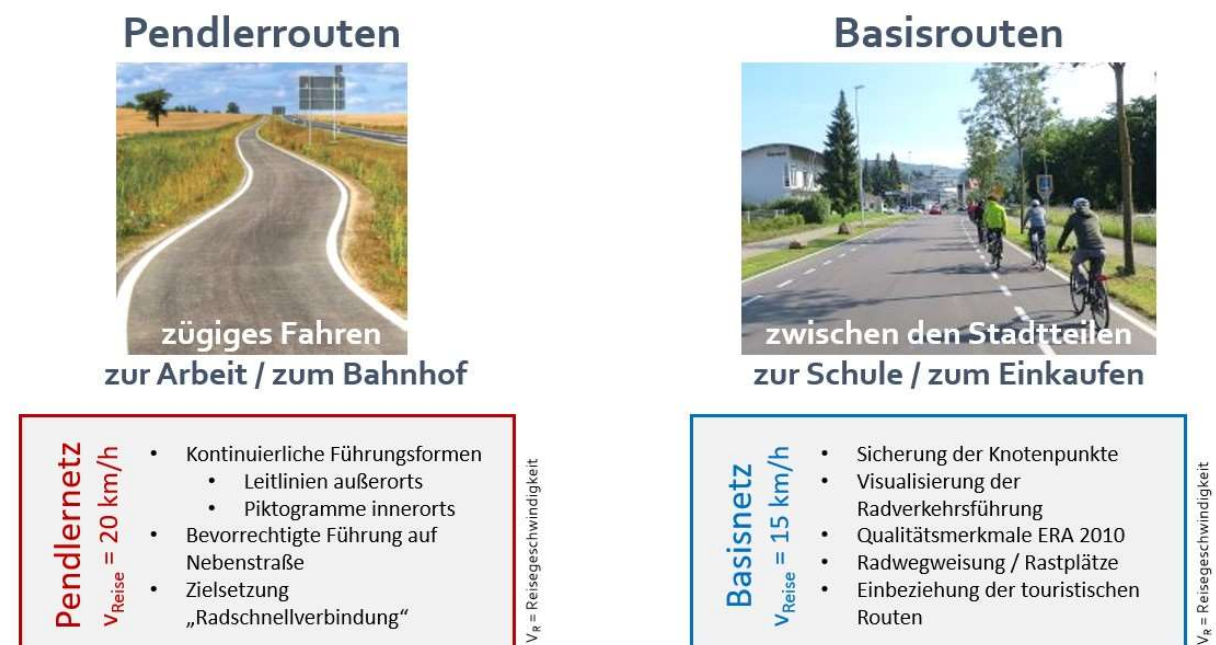 Pendlerrouten
zügiges Fahren
zur Arbeit / zum Bahnhof
Pendlernetz
vReise = 20 km/h
• Kontinuierliche Führungsformen
• Leitlinien außerorts
• Piktogramme innerorts
• Bevorrechtigte Führung auf
Nebenstraße
• Zielsetzung
„Radschnellverbindung“
VR = Reisegeschwindigkeit
Basisrouten
zwischen den Stadtteilen
zur Schule / zum Einkaufen
Basisnetz
vReise = 15 km/h
• Sicherung der Knotenpunkte
• Visualisierung der
Radverkehrsführung
• Qualitätsmerkmale ERA 2010
• Radwegweisung / Rastplätze
• Einbeziehung der touristischen
Routen
VR = Reisegeschwindigkeit